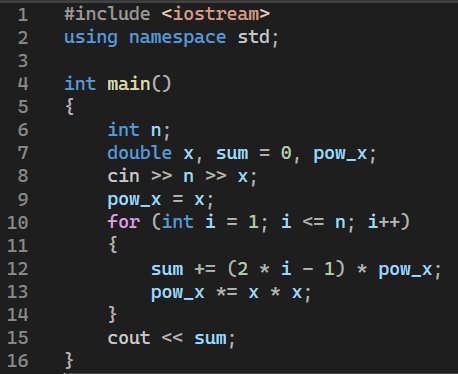 1 #include <iostream>
2 using namespace std;
3
4 int main()
5 {
6     int n;
7     double x, sum = 0, pow_x;
8     cin >> n >> x;
9     pow_x = x;
10     for (int i = 1; i <= n; i++)
11     {
12         sum += (2 * i - 1) * pow_x;
13         pow_x *= x * x;
14     }
15     cout << sum;
16 }